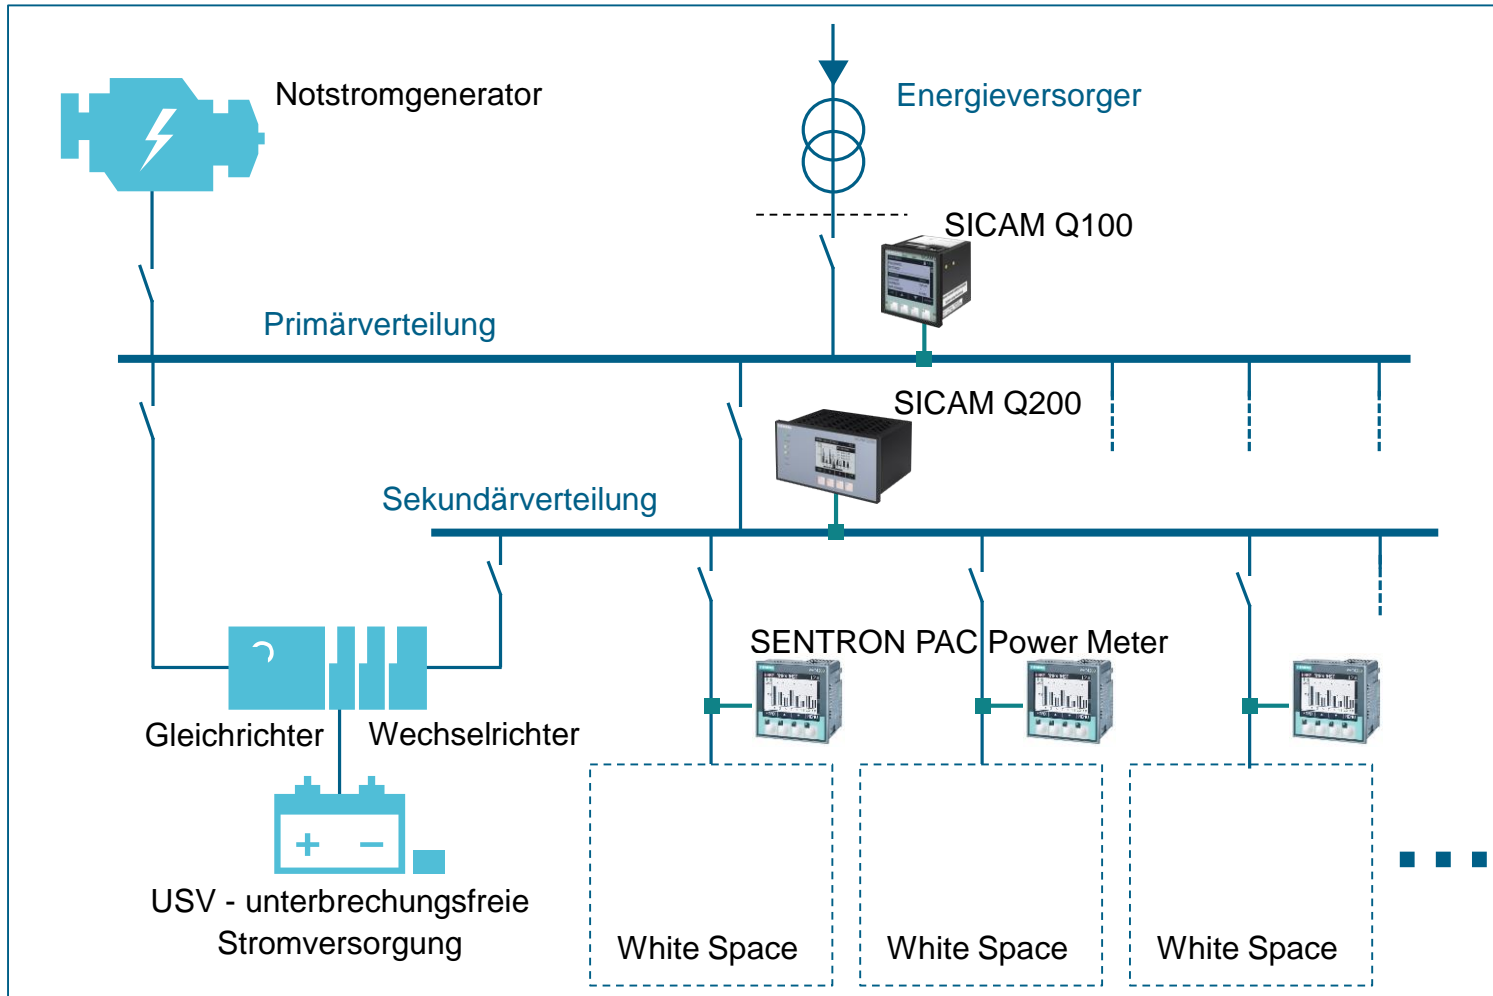 Notstromgenerator
Energieversorger
SICAM Q100
Primärverteilung
SICAM Q200
Sekundärverteilung
SENTRON PAC Power Meter
Gleichrichter
Wechselrichter
USV - unterbrechungsfreie
Stromversorgung
White Space
White Space
White Space